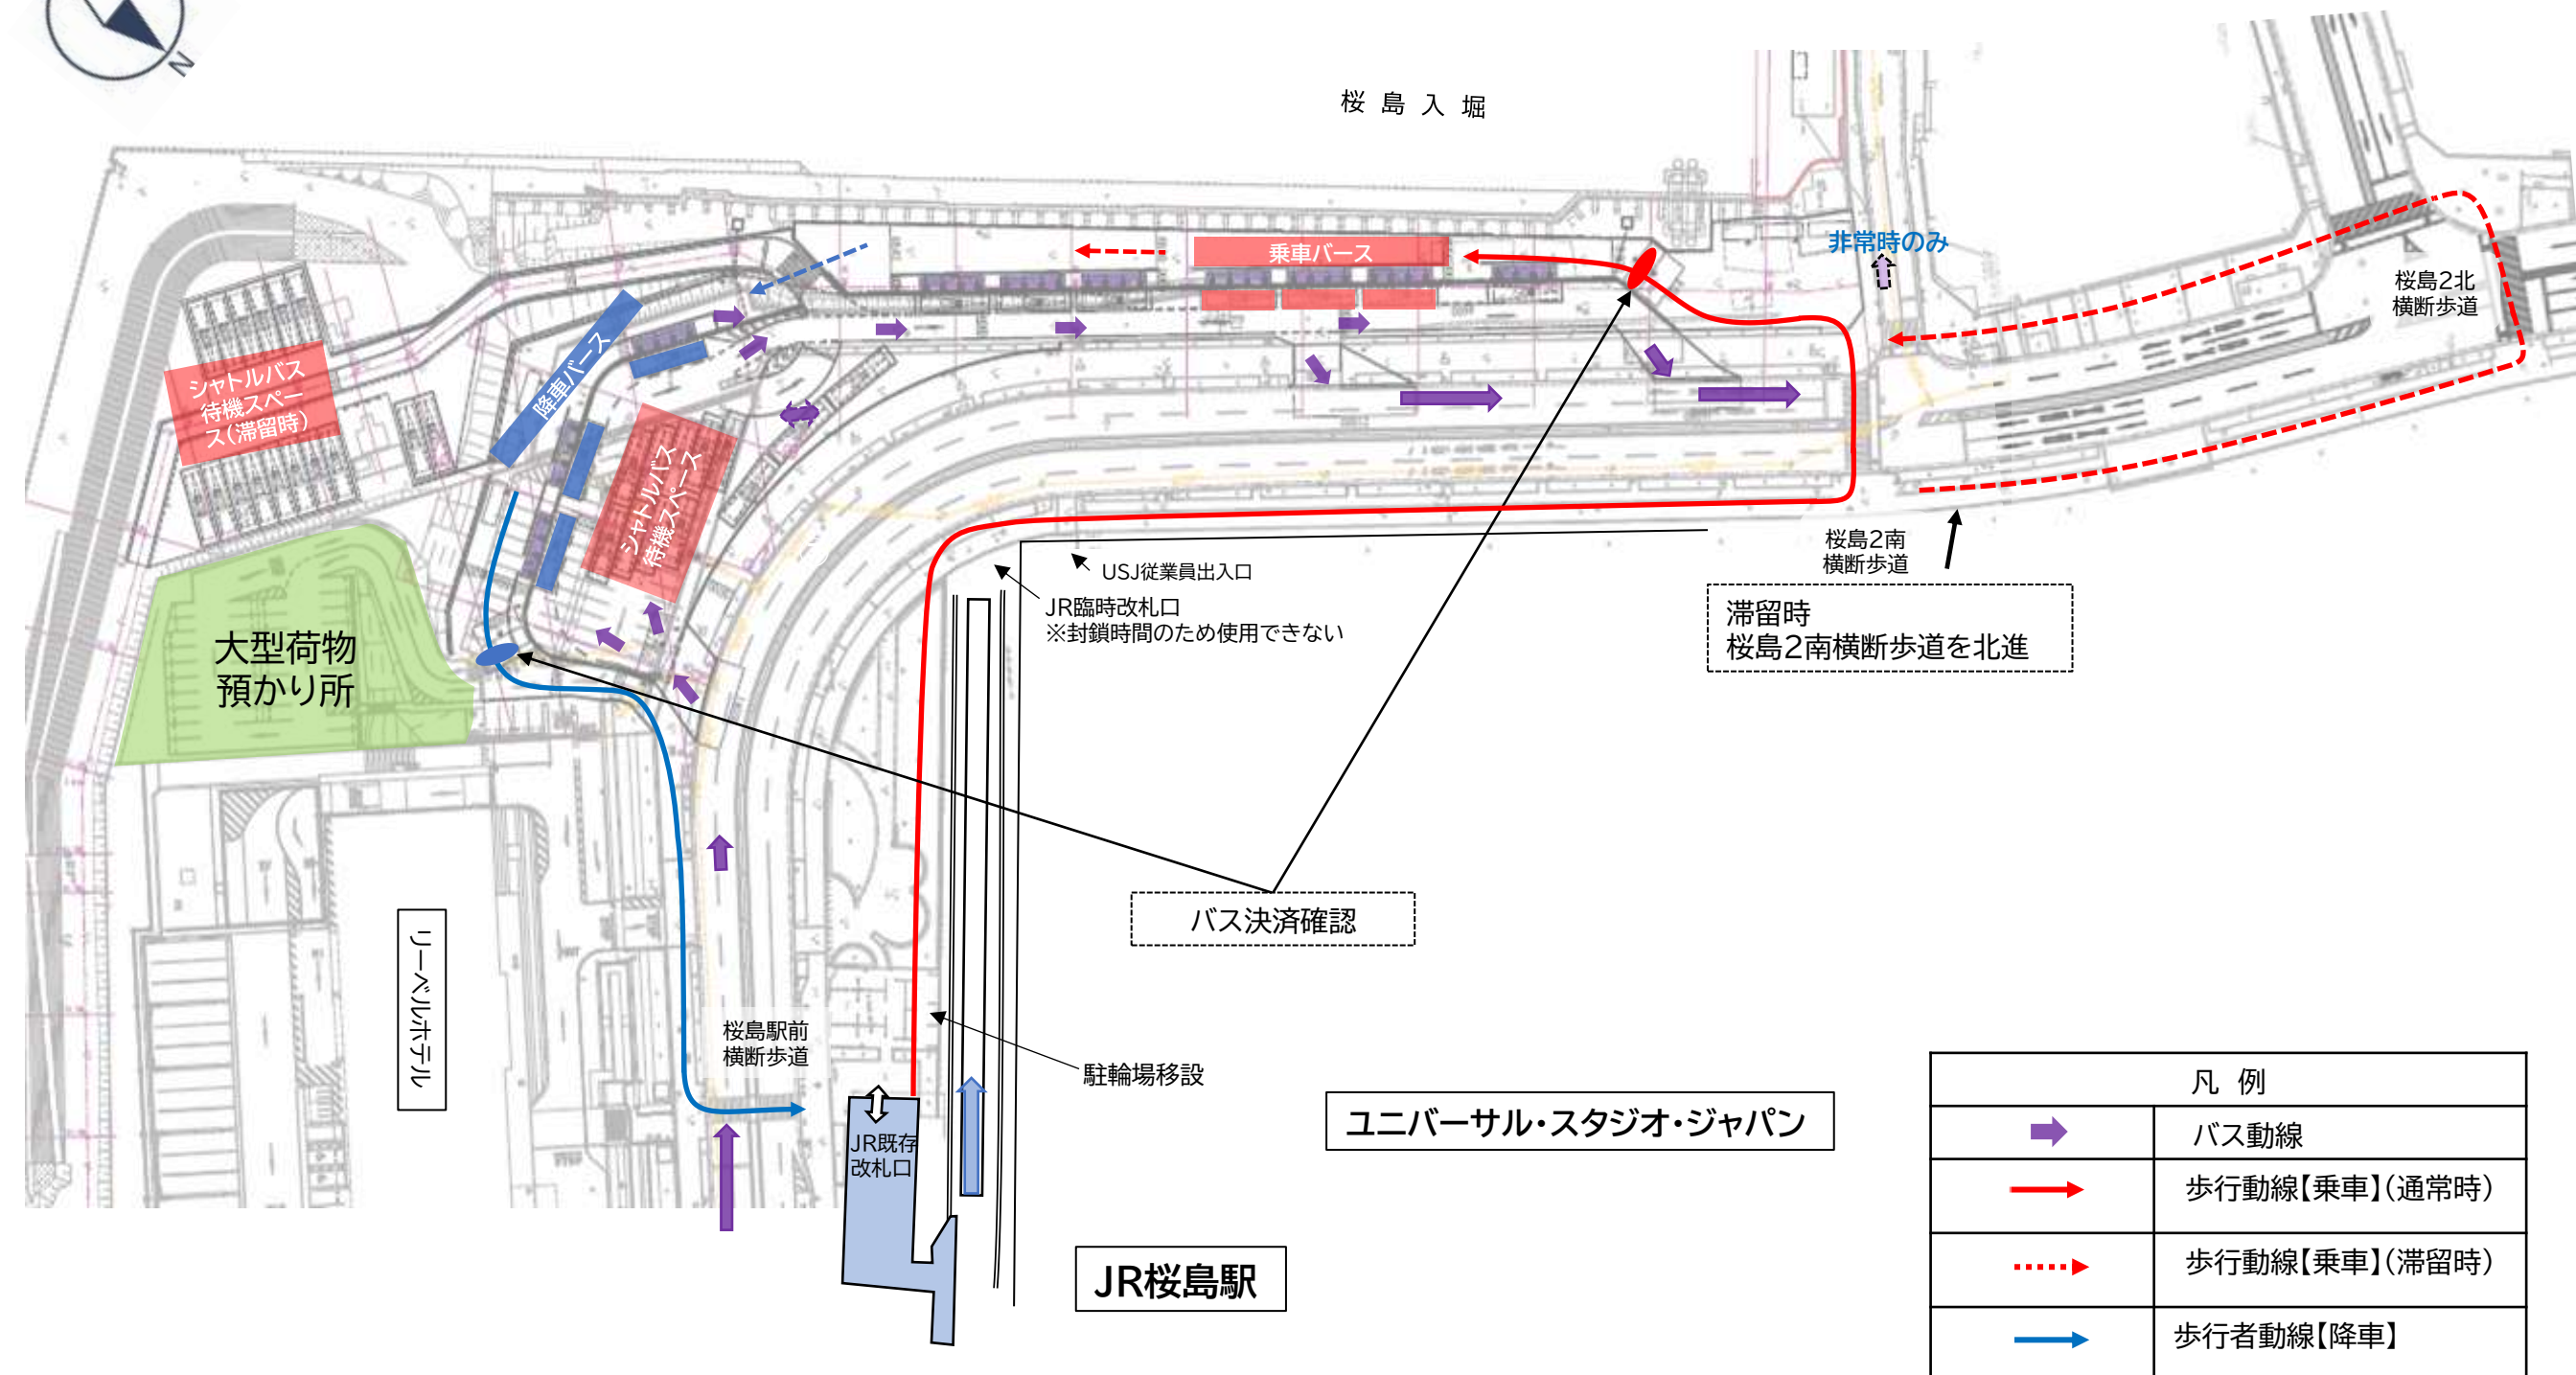 N
桜島入堀
非常時のみ
乗車バース
桜島2北
横断歩道
降車バース
シャトルバス
待機スペー
ス(滞留時)
シャトルバス
待機スペース
桜島2南
横断歩道
USJ従業員出入口
JR臨時改札口
※封鎖時間のため使用できない
滞留時
桜島2南横断歩道を北進
大型荷物
預かり所
バス決済確認
リーベルホテル
桜島駅前
横断歩道
駐輪場移設
JR既存
改札口
ユニバーサル・スタジオ・ジャパン
JR桜島駅
凡 例
バス動線
歩行動線【乗車】(通常時)
歩行動線【乗車】(滞留時)
歩行者動線【降車】